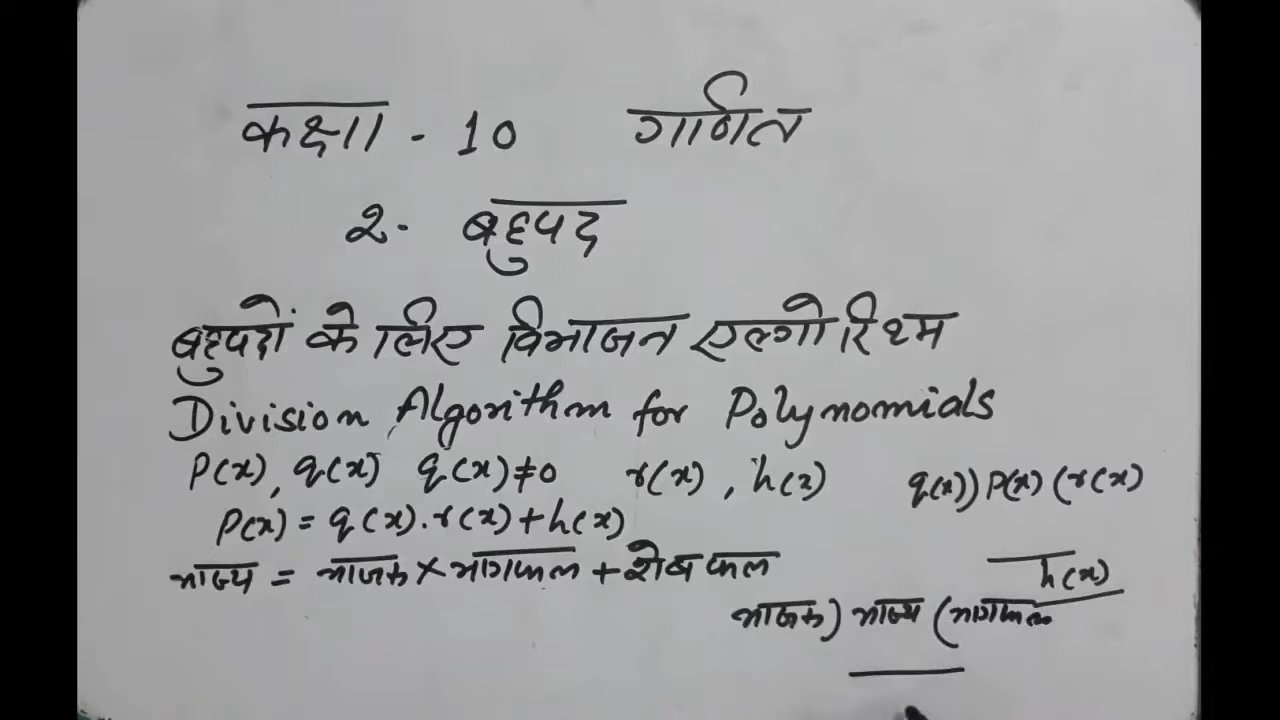 कक्षा - 10 गणित
2. बहुपद
बहुपदों के लिए विभाजन एल्गोरिथम
Division Algorithm for Polynomials
P(x), q(x) q(x)≠0 r(x), h(x) q(x))P(x)(r(x)
P(x) = q(x).r(x)+h(x)
भाज्य = भाजक×भागफल+शेषफल
h(x)
भाजक)भाज्य(भागफल